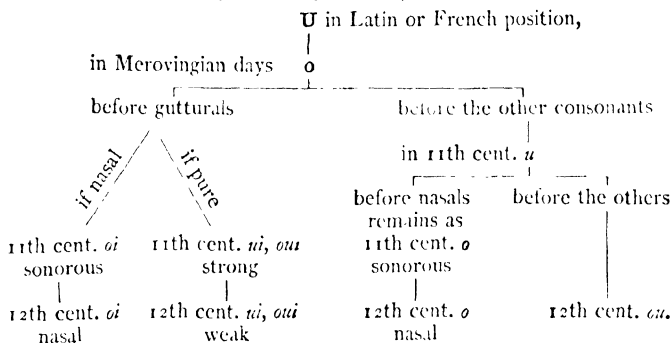 U in Latin or French position,
in Merovingian days o
before gutturals before the other consonants
if nasal if pure
in 11th cent. u
before nasals before the others
remains as
11th cent. oi 11th cent. ui, oui 11th cent. o
sonorous strong sonorous
12th cent. oi 12th cent. ui, oui 12th cent. o 12th cent. ou.
nasal weak nasal